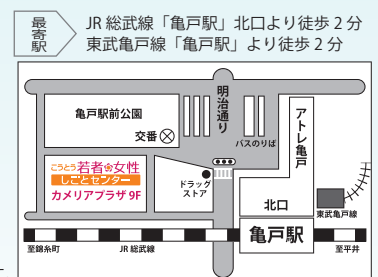 最寄駅
JR 総武線「亀戸駅」北口より徒歩 2 分
東武亀戸線「亀戸駅」より徒歩 2 分
亀戸駅前公園
交番
明治通り
バスのりば
アトレ亀戸
こうとう若者・女性
しごとセンター
カメリアプラザ 9F
ドラッグ
ストア
北口
東武亀戸線
亀戸駅
至錦糸町
JR 総武線
至平井